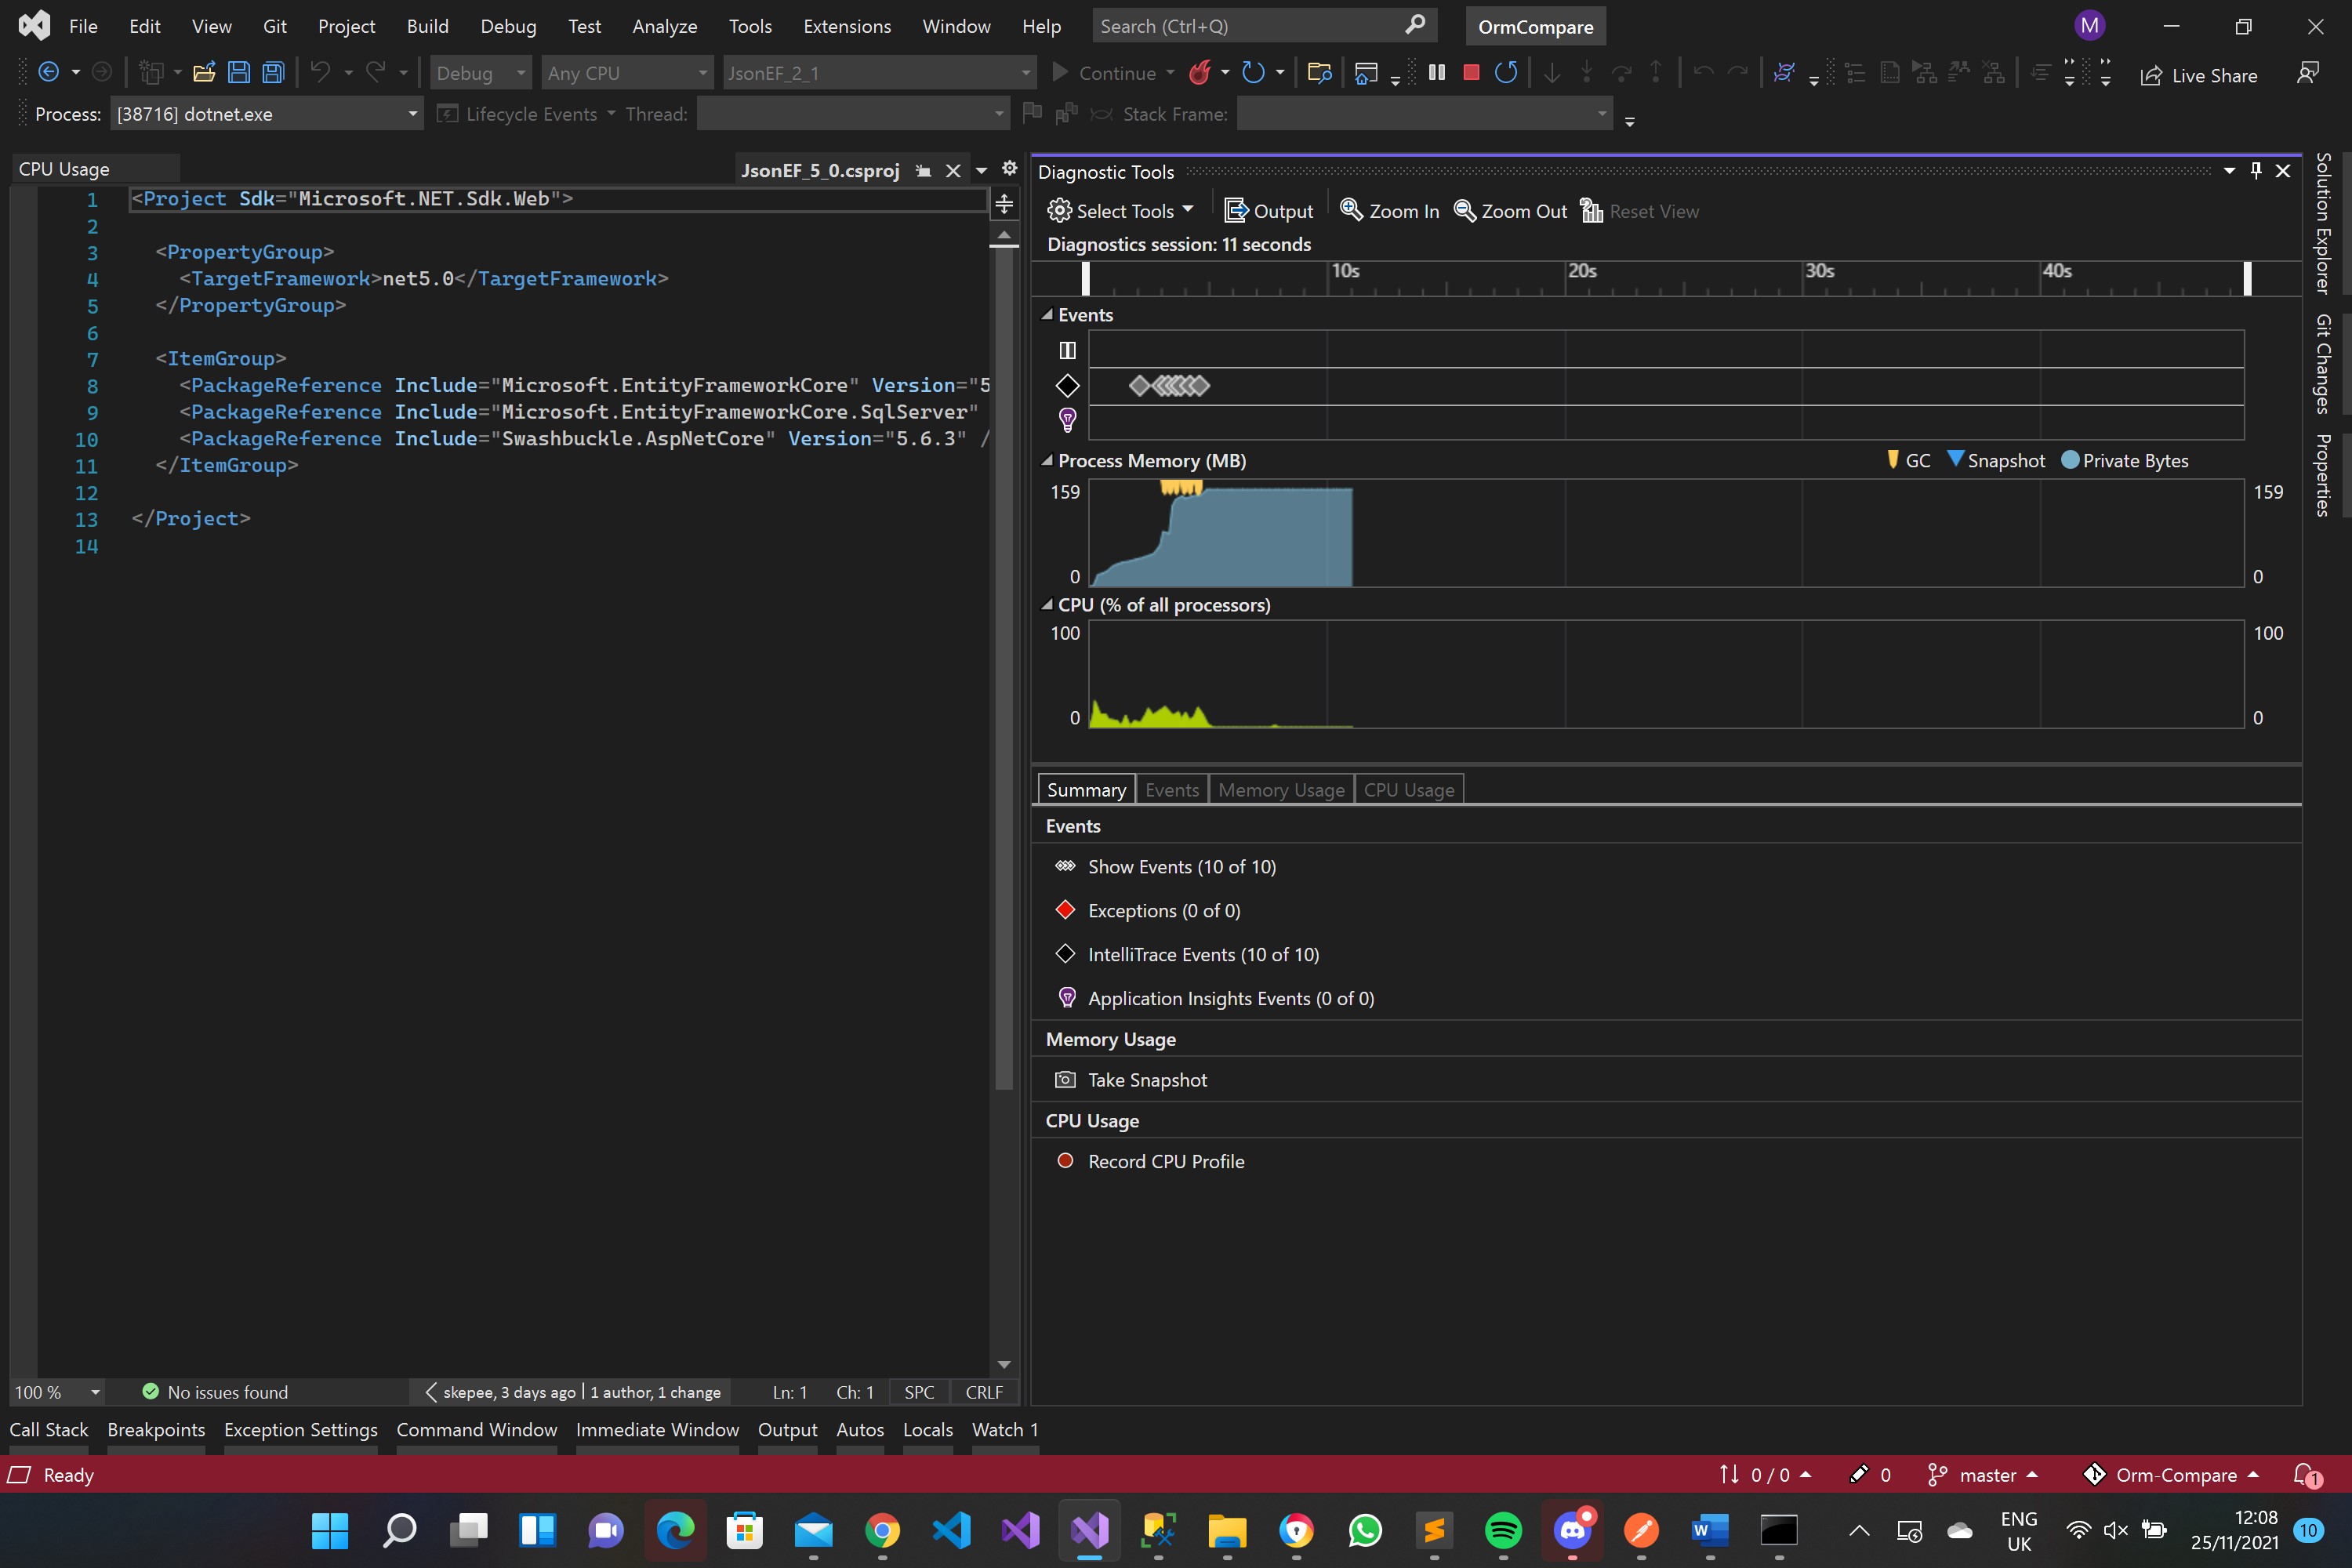 File Edit View Git Project Build Debug Test Analyze Tools Extensions Window Help Search (Ctrl+Q) OrmCompare M
Debug Any CPU JsonEF_2_1 Continue Live Share
Process: [38716] dotnet.exe Lifecycle Events Thread: Stack Frame:
CPU Usage JsonEF_5_0.csproj
1 <Project Sdk="Microsoft.NET.Sdk.Web">
2
3 <PropertyGroup>
4 <TargetFramework>net5.0</TargetFramework>
5 </PropertyGroup>
6
7 <ItemGroup>
8 <PackageReference Include="Microsoft.EntityFrameworkCore" Version="5
9 <PackageReference Include="Microsoft.EntityFrameworkCore.SqlServer"
10 <PackageReference Include="Swashbuckle.AspNetCore" Version="5.6.3" /
11 </ItemGroup>
12
13 </Project>
14
100 % No issues found skepee, 3 days ago | 1 author, 1 change Ln: 1 Ch: 1 SPC CRLF
Diagnostic Tools
Select Tools Output Zoom In Zoom Out Reset View
Diagnostics session: 11 seconds
10s 20s 30s 40s
Events
Process Memory (MB) GC Snapshot Private Bytes
159 159
0 0
CPU (% of all processors)
100 100
0 0
Summary Events Memory Usage CPU Usage
Events
Show Events (10 of 10)
Exceptions (0 of 0)
IntelliTrace Events (10 of 10)
Application Insights Events (0 of 0)
Memory Usage
Take Snapshot
CPU Usage
Record CPU Profile
Solution Explorer
Git Changes
Properties
Call Stack Breakpoints Exception Settings Command Window Immediate Window Output Autos Locals Watch 1
Ready 0 / 0 0 master Orm-Compare 1
ENG 12:08
UK 25/11/2021 10